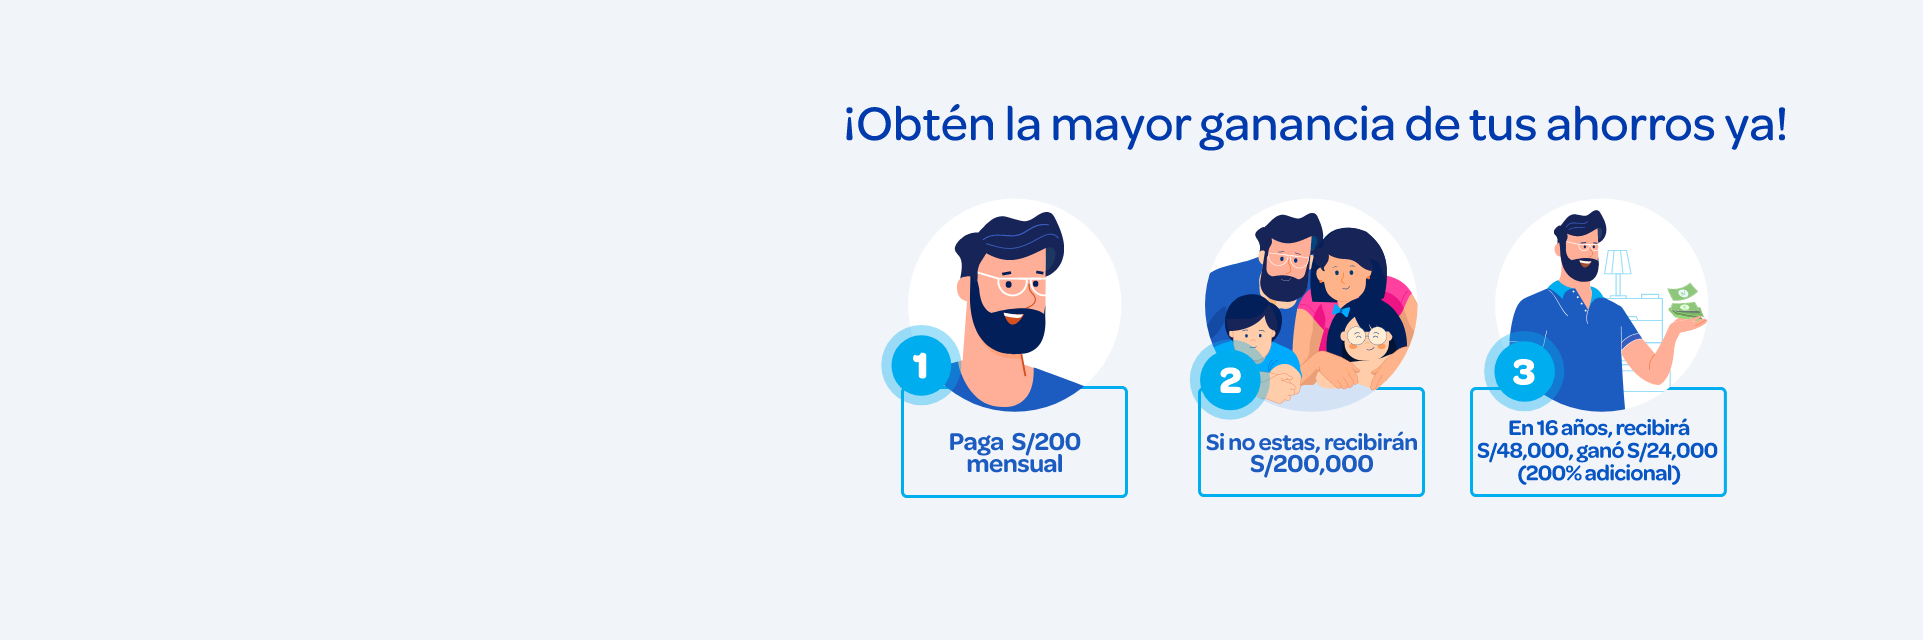 ¡Obtén la mayor ganancia de tus ahorros ya!
1
Paga S/200
mensual
2
Si no estas, recibirán
S/200,000
3
En 16 años, recibirá
S/48,000, ganó S/24,000
(200% adicional)